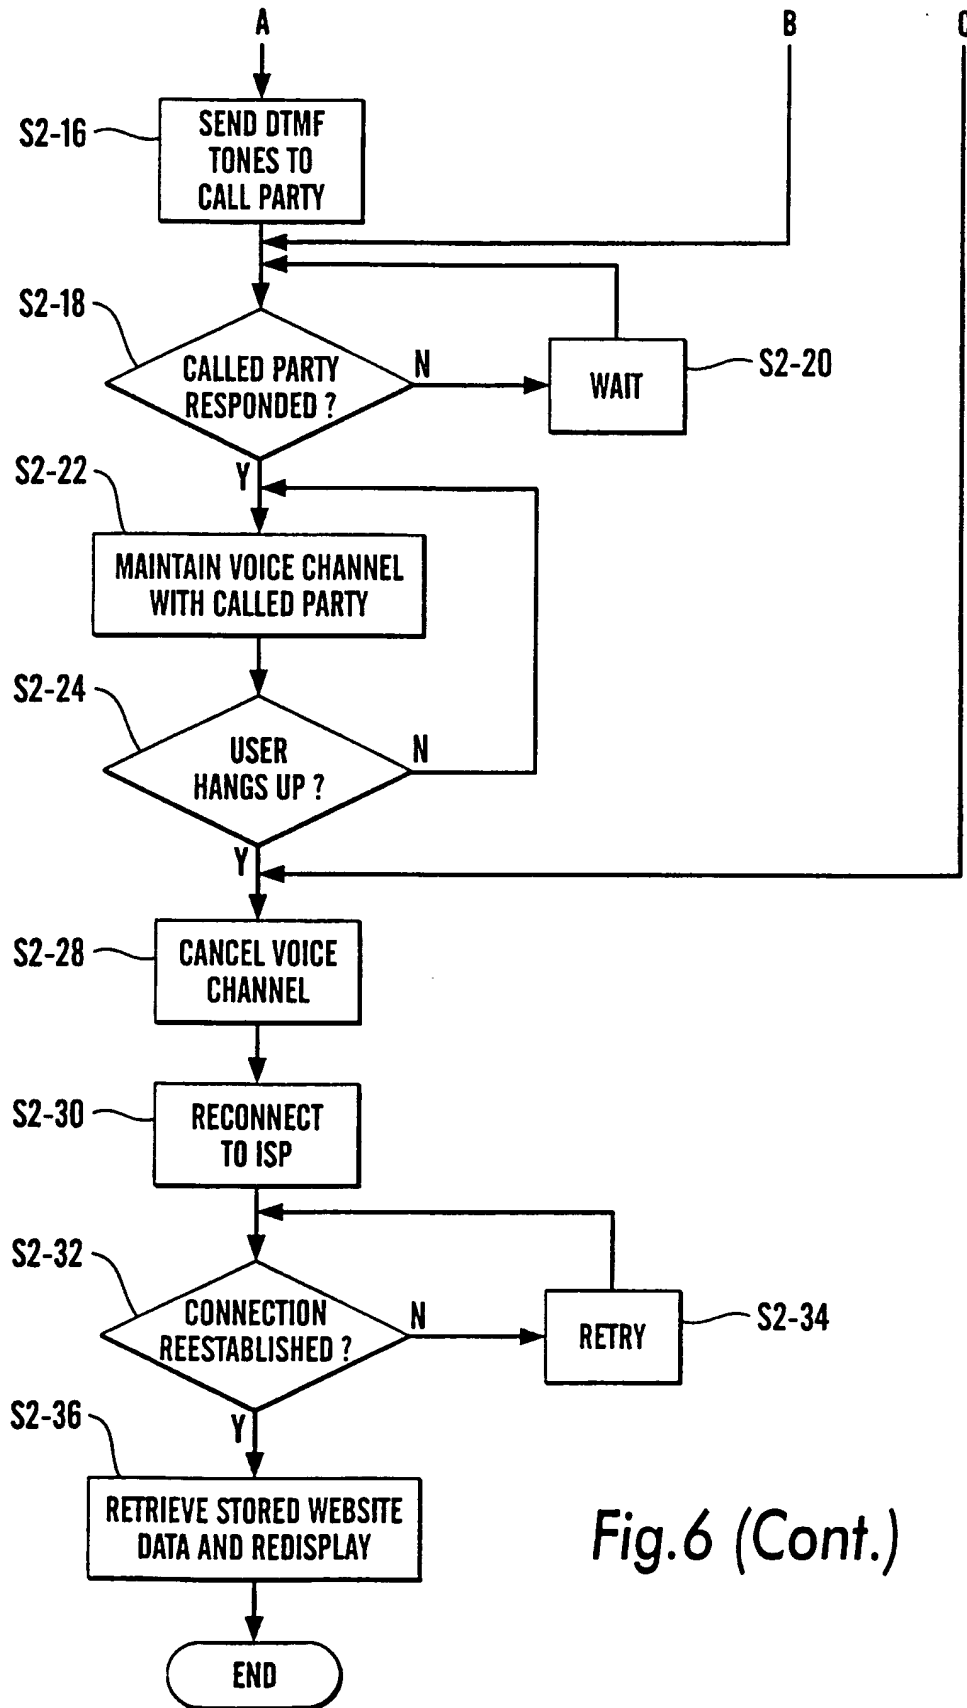 A
B
C
S2-16
SEND DTMF
TONES TO
CALL PARTY
S2-18
CALLED PARTY
RESPONDED ?
N
WAIT
S2-20
Y
S2-22
MAINTAIN VOICE CHANNEL
WITH CALLED PARTY
S2-24
USER
HANGS UP ?
N
Y
S2-28
CANCEL VOICE
CHANNEL
S2-30
RECONNECT
TO ISP
S2-32
CONNECTION
REESTABLISHED ?
N
RETRY
S2-34
Y
S2-36
RETRIEVE STORED WEBSITE
DATA AND REDISPLAY
Fig.6 (Cont.)
END